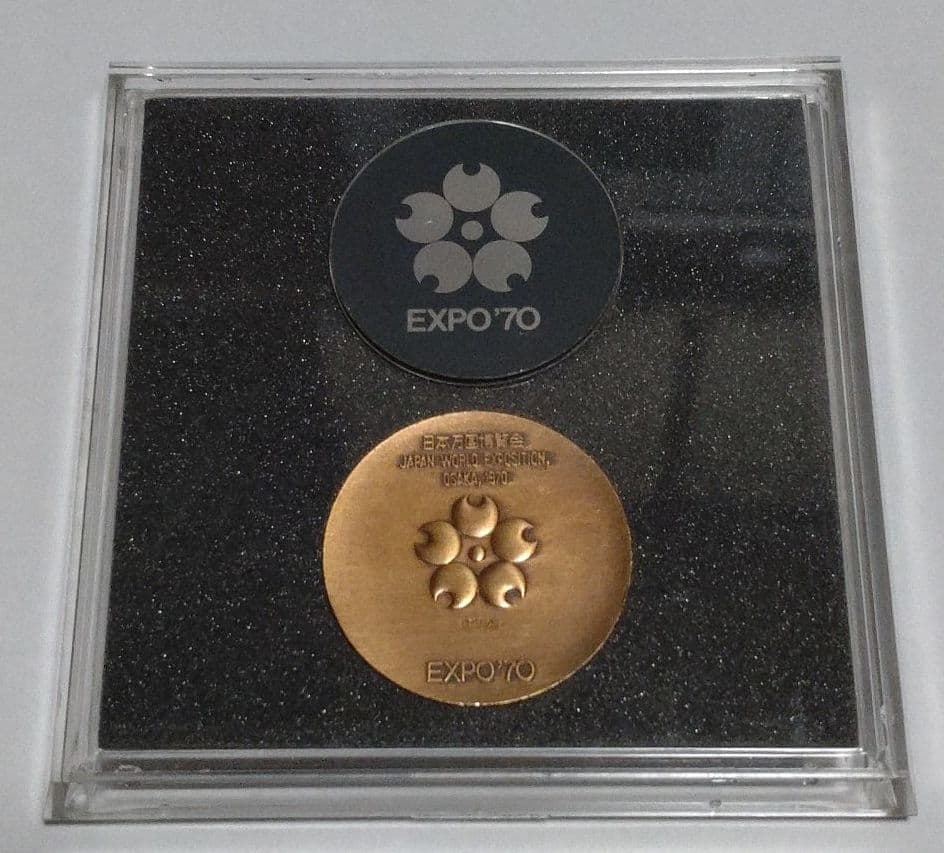 EXPO'70
日本万国博覧会
JAPAN WORLD EXPOSITION,
OSAKA, 1970
EXPO'70